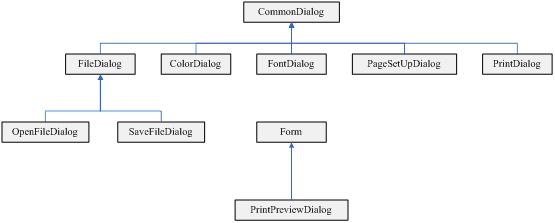 CommonDialog
FileDialog
ColorDialog
FontDialog
PageSetUpDialog
PrintDialog
OpenFileDialog
SaveFileDialog
Form
PrintPreviewDialog